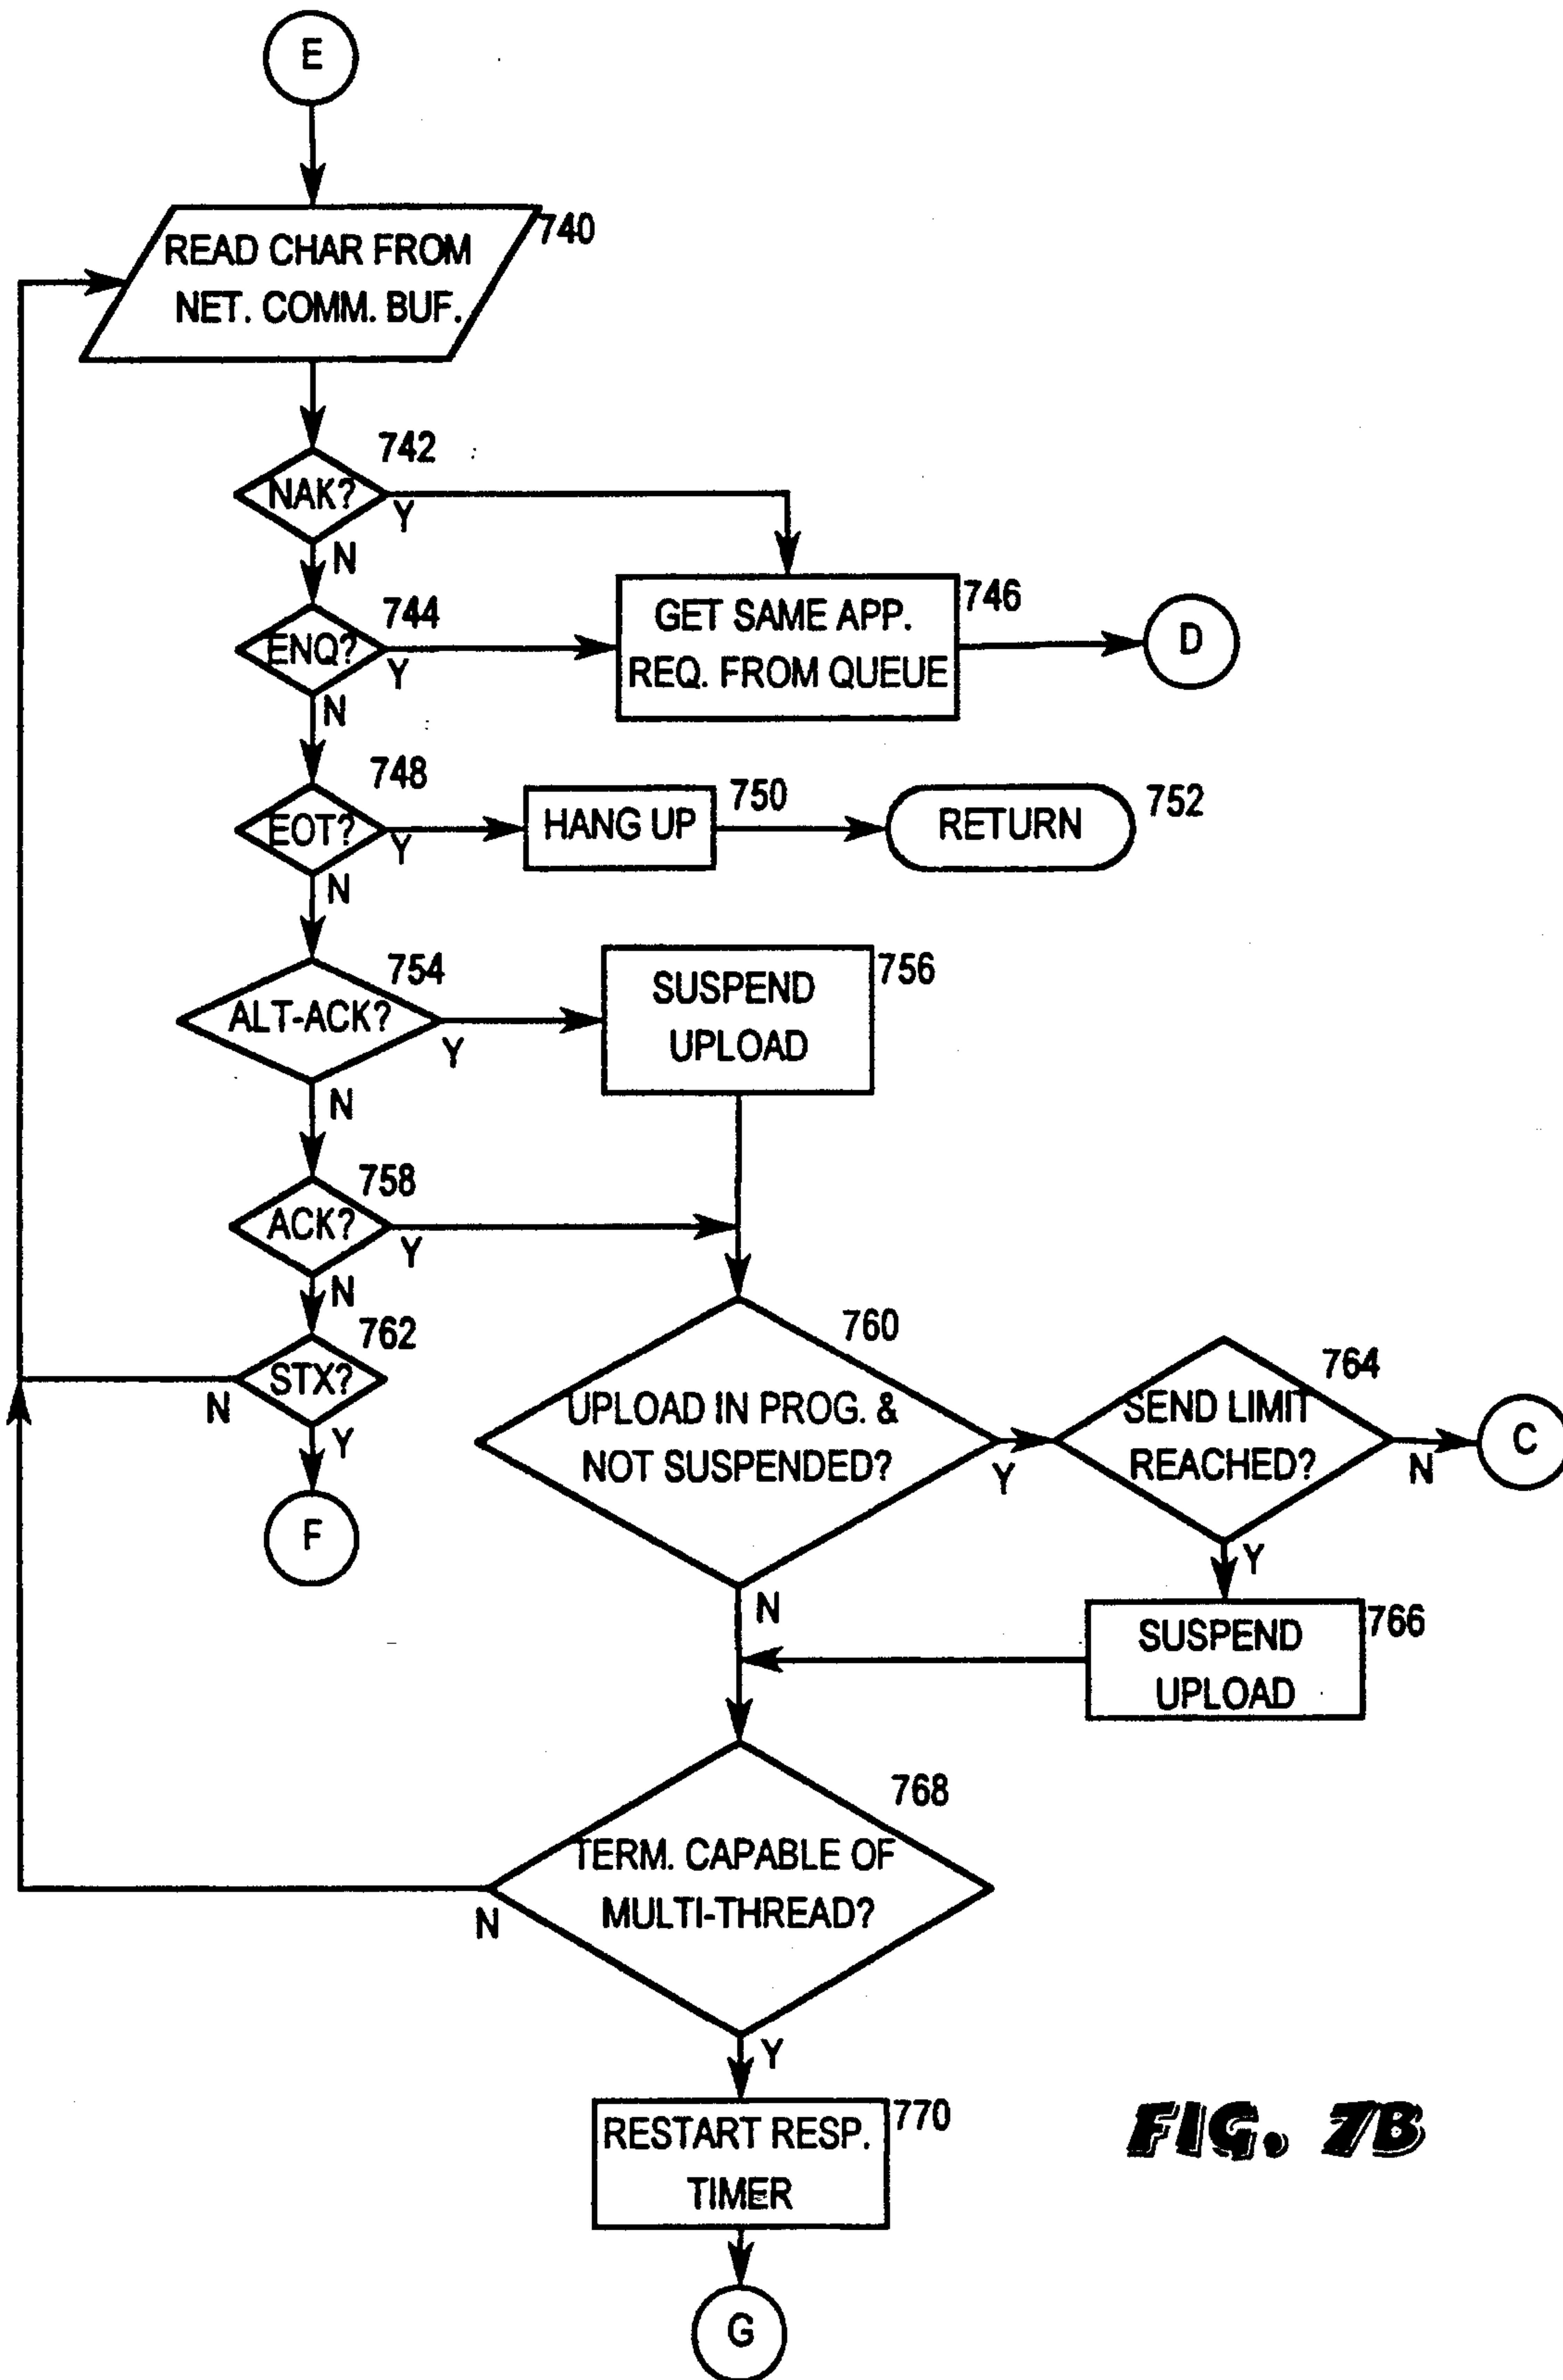 E
READ CHAR FROM
NET. COMM. BUF.
740
NAK?
742
Y
N
ENQ?
744
Y
N
GET SAME APP.
REQ. FROM QUEUE
746
D
EOT?
748
Y
N
HANG UP
750
RETURN
752
ALT-ACK?
754
Y
N
SUSPEND
UPLOAD
756
ACK?
758
Y
N
STX?
762
N
Y
F
UPLOAD IN PROG. &
NOT SUSPENDED?
760
Y
N
SEND LIMIT
REACHED?
764
N
Y
C
SUSPEND
UPLOAD
766
TERM. CAPABLE OF
MULTI-THREAD?
768
N
Y
RESTART RESP.
TIMER
770
G
FIG. 7B